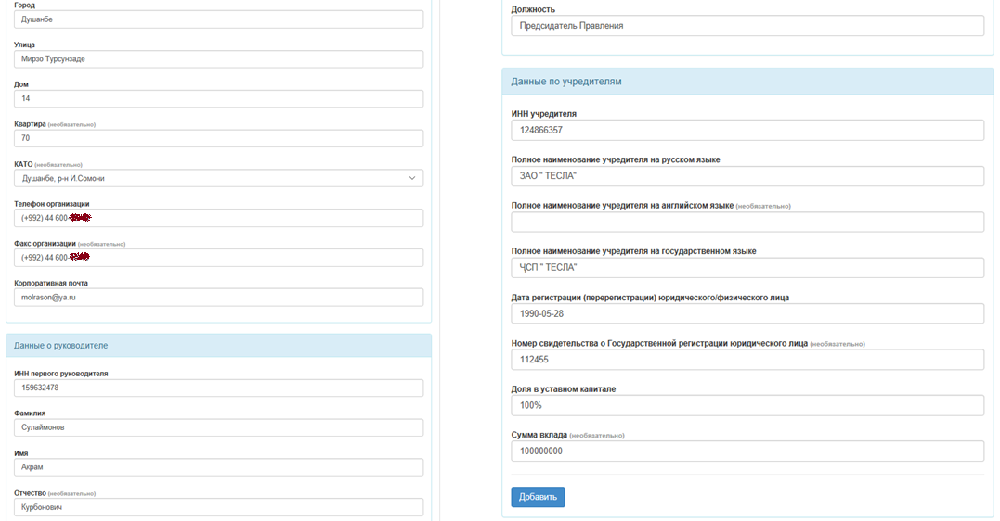 Город
Душанбе
Улица
Мирзо Турсунзаде
Дом
14
Квартира (необязательно)
70
КАТО (необязательно)
Душанбе, р-н И.Сомони
Телефон организации
(+992) 44 600-
Факс организации (необязательно)
(+992) 44 600-
Корпоративная почта
molrason@ya.ru
Данные о руководителе
ИНН первого руководителя
159632478
Фамилия
Сулаймонов
Имя
Акрам
Отчество (необязательно)
Курбонович
Должность
Предсидатель Правления
Данные по учредителям
ИНН учредителя
124866357
Полное наименование учредителя на русском языке
ЗАО " ТЕСЛА"
Полное наименование учредителя на английском языке (необязательно)
Полное наименование учредителя на государственном языке
ҶСП " ТЕСЛА"
Дата регистрации (перерегистрации) юридического/физического лица
1990-05-28
Номер свидетельства о Государственной регистрации юридического лица (необязательно)
112455
Доля в уставном капитале
100%
Сумма вклада (необязательно)
100000000
Добавить